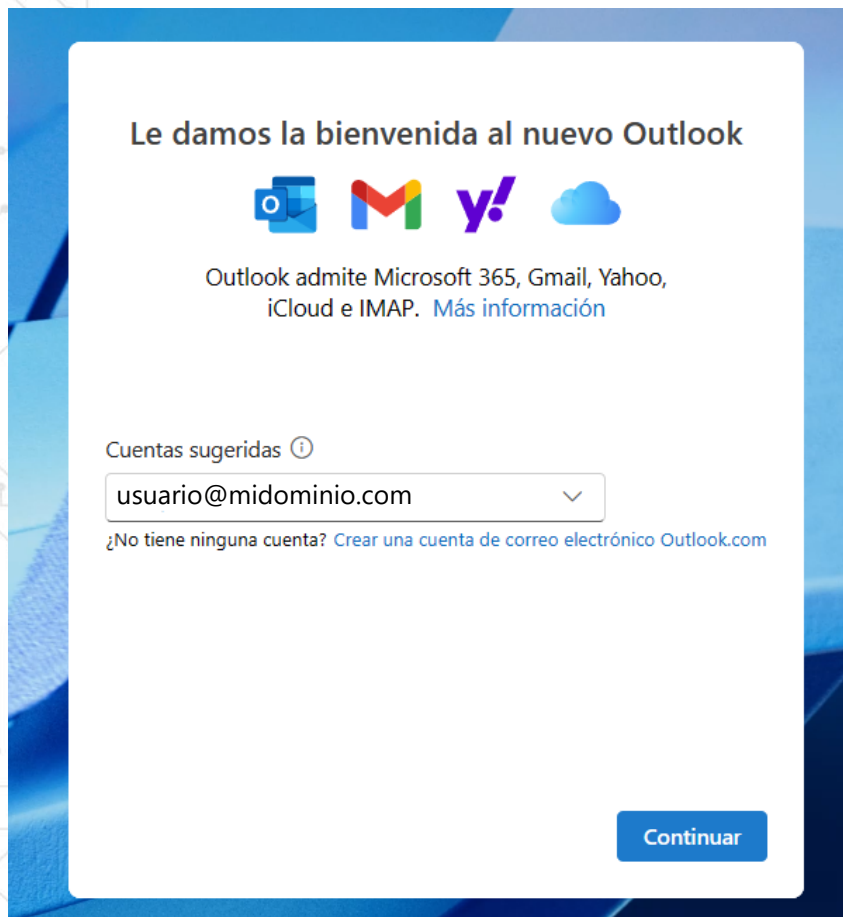 Le damos la bienvenida al nuevo Outlook
Outlook admite Microsoft 365, Gmail, Yahoo,
iCloud e IMAP. Más información
Cuentas sugeridas
usuario@midominio.com
¿No tiene ninguna cuenta? Crear una cuenta de correo electrónico Outlook.com
Continuar